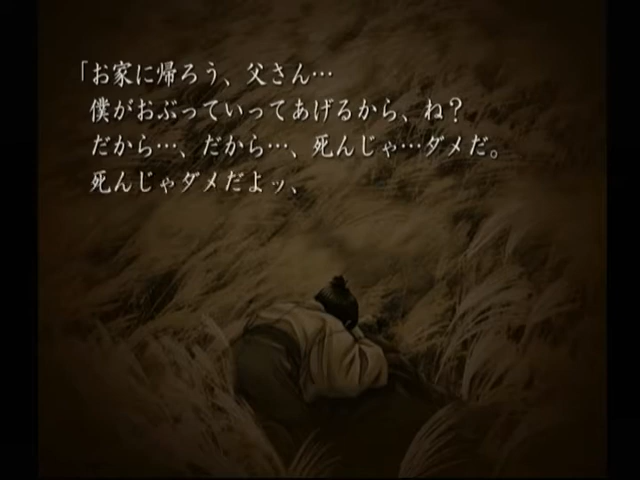 「お家に帰ろう、父さん…
僕がおぶっていってあげるから、ね？
だから…、だから…、死んじゃ…ダメだ。
死んじゃダメだよッ、